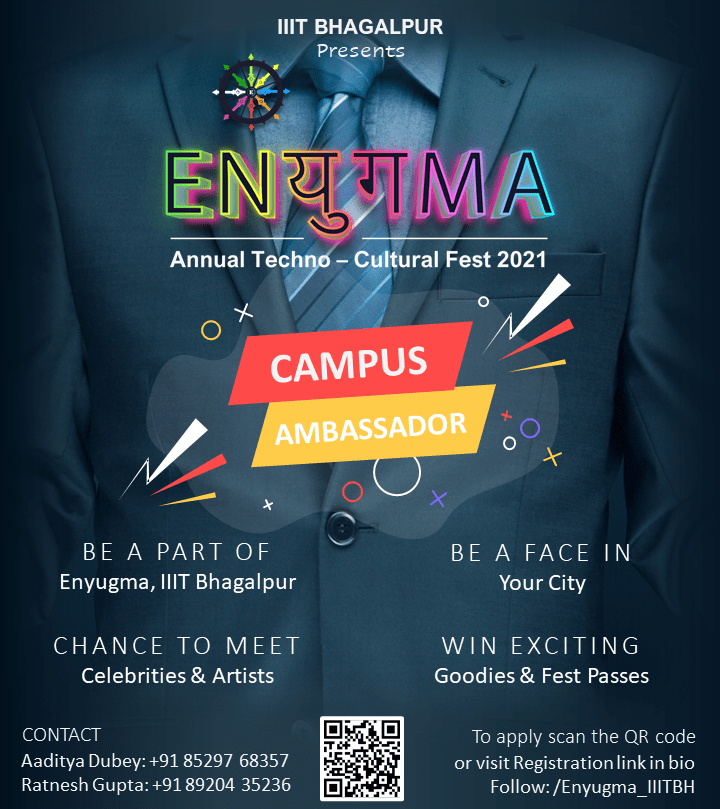 IIIT BHAGALPUR
Presents
ENयुगMA
Annual Techno – Cultural Fest 2021
CAMPUS
AMBASSADOR
BE A PART OF
Enyugma, IIIT Bhagalpur
BE A FACE IN
Your City
CHANCE TO MEET
Celebrities & Artists
WIN EXCITING
Goodies & Fest Passes
CONTACT
Aaditya Dubey: +91 85297 68357
Ratnesh Gupta: +91 89204 35236
To apply scan the QR code
or visit Registration link in bio
Follow: /Enyugma_IIITBH